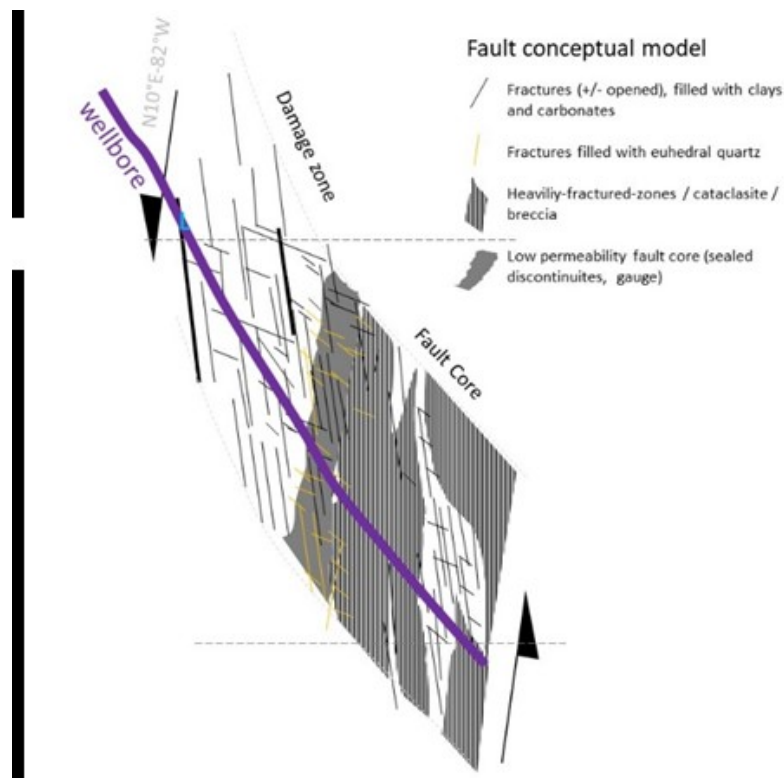 N10°E-82°W
wellbore
Damage zone
Fault Core
Fault conceptual model
Fractures (+/- opened), filled with clays
and carbonates
Fractures filled with euhedral quartz
Heaviliy-fractured-zones / cataclasite /
breccia
Low permeability fault core (sealed
discontinuites, gauge)